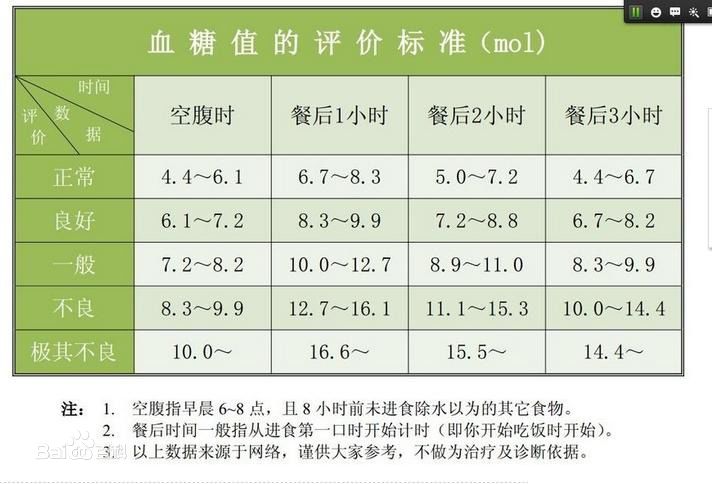 血糖值的评价标准(mol)
时间 数据 评价 空腹时 餐后1小时 餐后2小时 餐后3小时
正常 4.4～6.1 6.7～8.3 5.0～7.2 4.4～6.7
良好 6.1～7.2 8.3～9.9 7.2～8.8 6.7～8.2
一般 7.2～8.2 10.0～12.7 8.9～11.0 8.3～9.9
不良 8.3～9.9 12.7～16.1 11.1～15.3 10.0～14.4
极其不良 10.0～ 16.6～ 15.5～ 14.4～
注： 1. 空腹指早晨 6~8 点，且 8 小时前未进食除水以为的其它食物。
2. 餐后时间一般指从进食第一口时开始计时（即你开始吃饭时开始）。
3. 以上数据来源于网络，谨供大家参考，不做为治疗及诊断依据。
Baidu百科